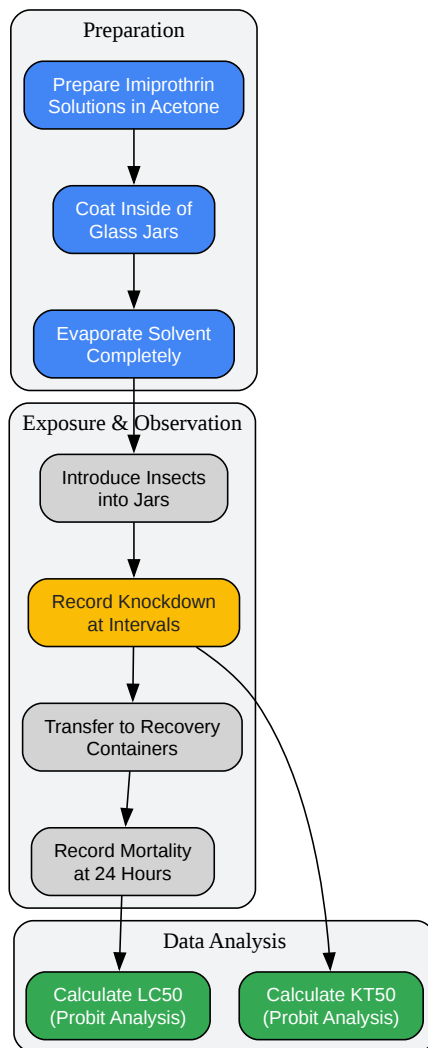 Preparation
Prepare Imiprothrin
Solutions in Acetone
Coat Inside of
Glass Jars
Evaporate Solvent
Completely
Exposure & Observation
Introduce Insects
into Jars
Record Knockdown
at Intervals
Transfer to Recovery
Containers
Record Mortality
at 24 Hours
Data Analysis
Calculate LC50
(Probit Analysis)
Calculate KT50
(Probit Analysis)